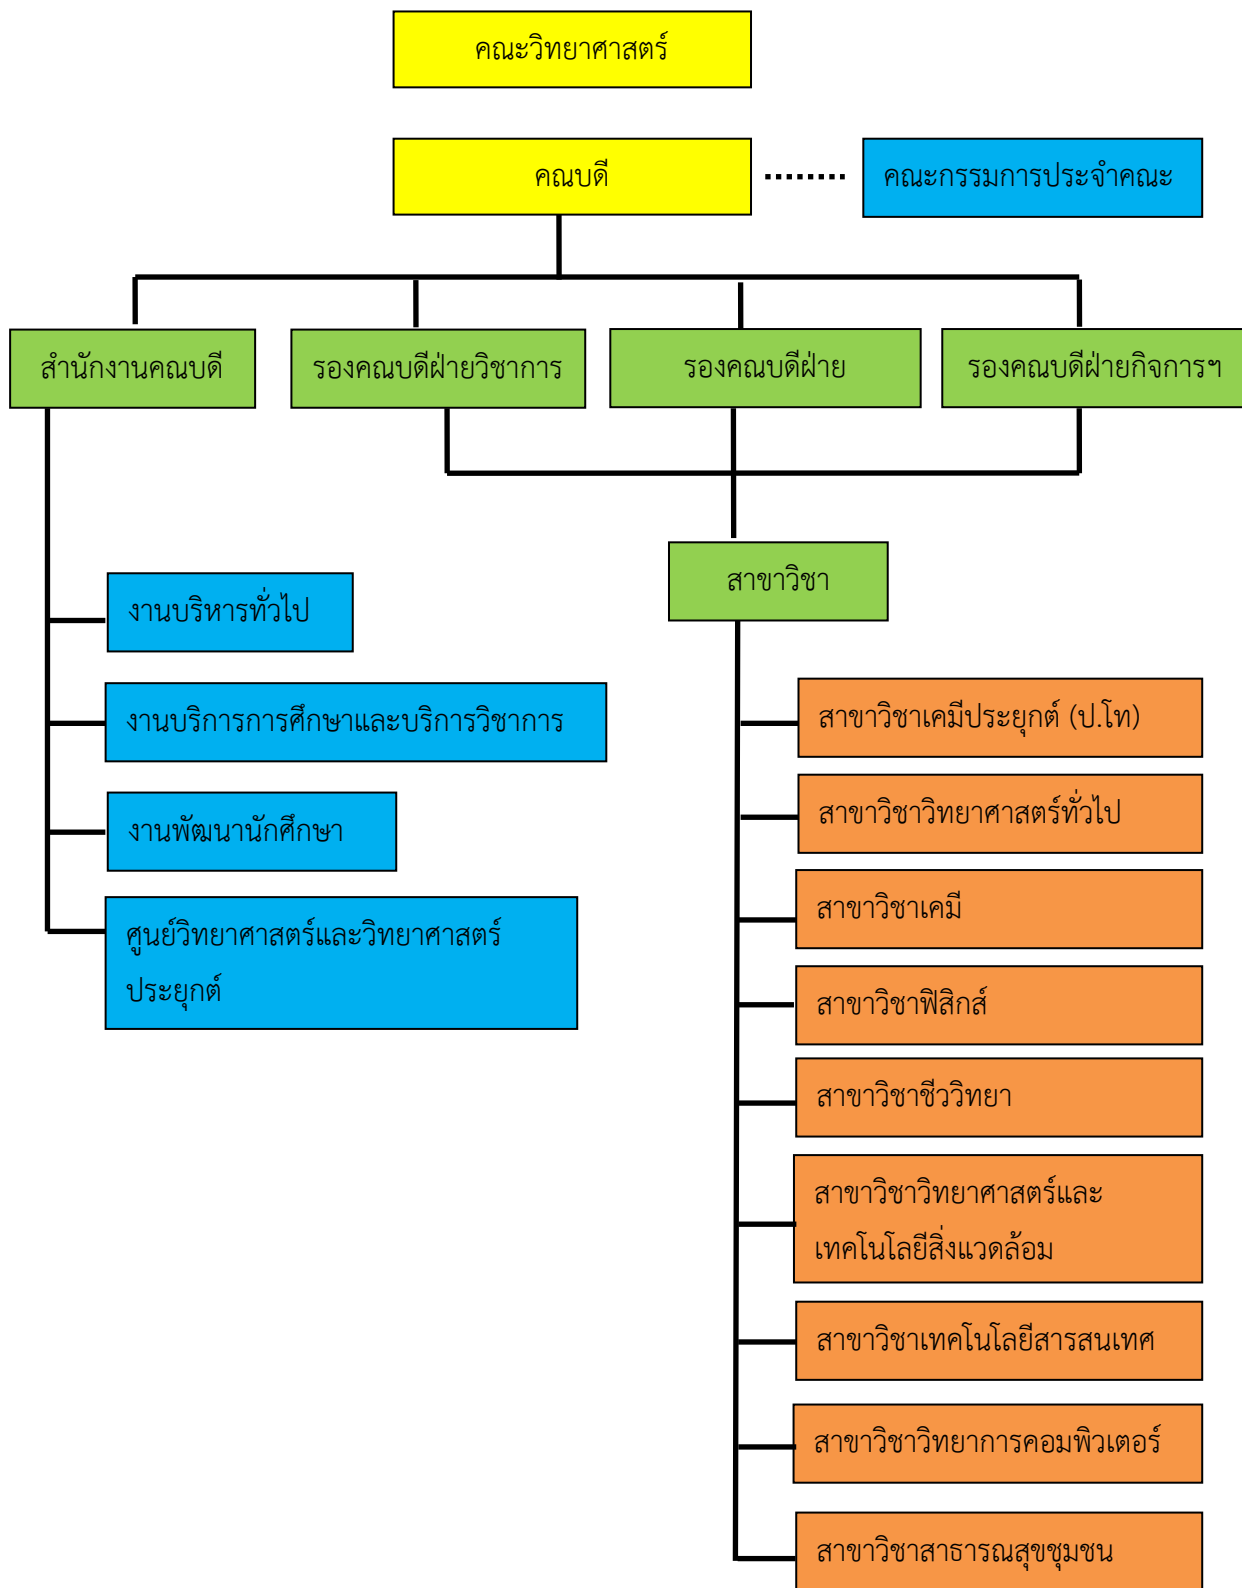 คณะวิทยาศาสตร์
คณบดี
คณะกรรมการประจำคณะ
สำนักงานคณบดี
รองคณบดีฝ่ายวิชาการ
รองคณบดีฝ่าย
รองคณบดีฝ่ายกิจการฯ
งานบริหารทั่วไป
งานบริการการศึกษาและบริการวิชาการ
งานพัฒนานักศึกษา
ศูนย์วิทยาศาสตร์และวิทยาศาสตร์
ประยุกต์
สาขาวิชา
สาขาวิชาเคมีประยุกต์ (ป.โท)
สาขาวิชาวิทยาศาสตร์ทั่วไป
สาขาวิชาเคมี
สาขาวิชาฟิสิกส์
สาขาวิชาชีววิทยา
สาขาวิชาวิทยาศาสตร์และ
เทคโนโลยีสิ่งแวดล้อม
สาขาวิชาเทคโนโลยีสารสนเทศ
สาขาวิชาวิทยาการคอมพิวเตอร์
สาขาวิชาสาธารณสุขชุมชน